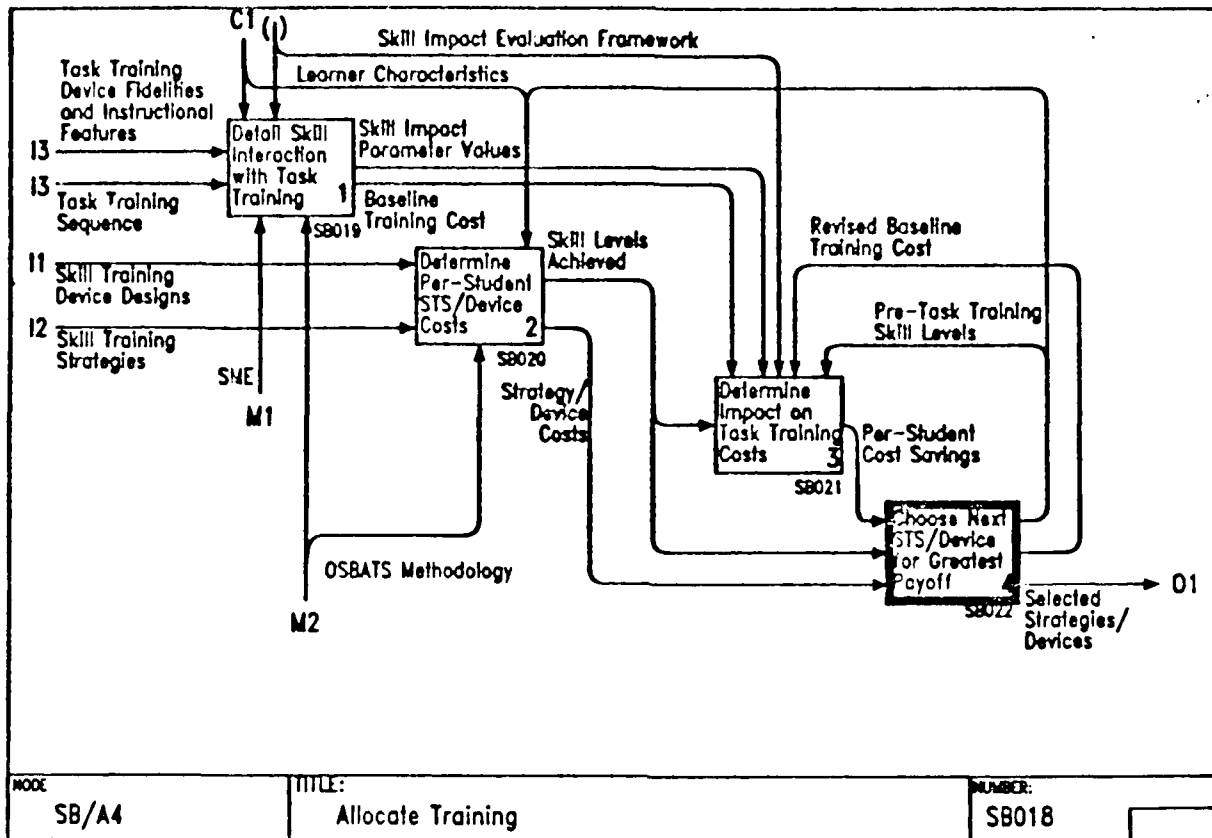 C1
()
Skill Impact Evaluation Framework
Learner Characteristics
Task Training
Device Fidelities
and Instructional
Features
I3
I3
Task Training
Sequence
Detail Skill
Interaction
with Task
Training
1
SB019
Skill Impact
Parameter Values
Baseline
Training Cost
I1
Skill Training
Device Designs
I2
Skill Training
Strategies
Determine
Per-Student
STS/Device
Costs
2
SB020
Skill Levels
Achieved
Revised Baseline
Training Cost
Pre-Task Training
Skill Levels
SME
M1
Strategy/
Device
Costs
Determine
Impact on
Task Training
Costs
3
SB021
Per-Student
Cost Savings
Choose Next
STS/Device
for Greatest
Payoff
SB022
O1
Selected
Strategies/
Devices
OSBATS Methodology
M2
NODE
SB/A4
TITLE:
Allocate Training
NUMBER:
SB018